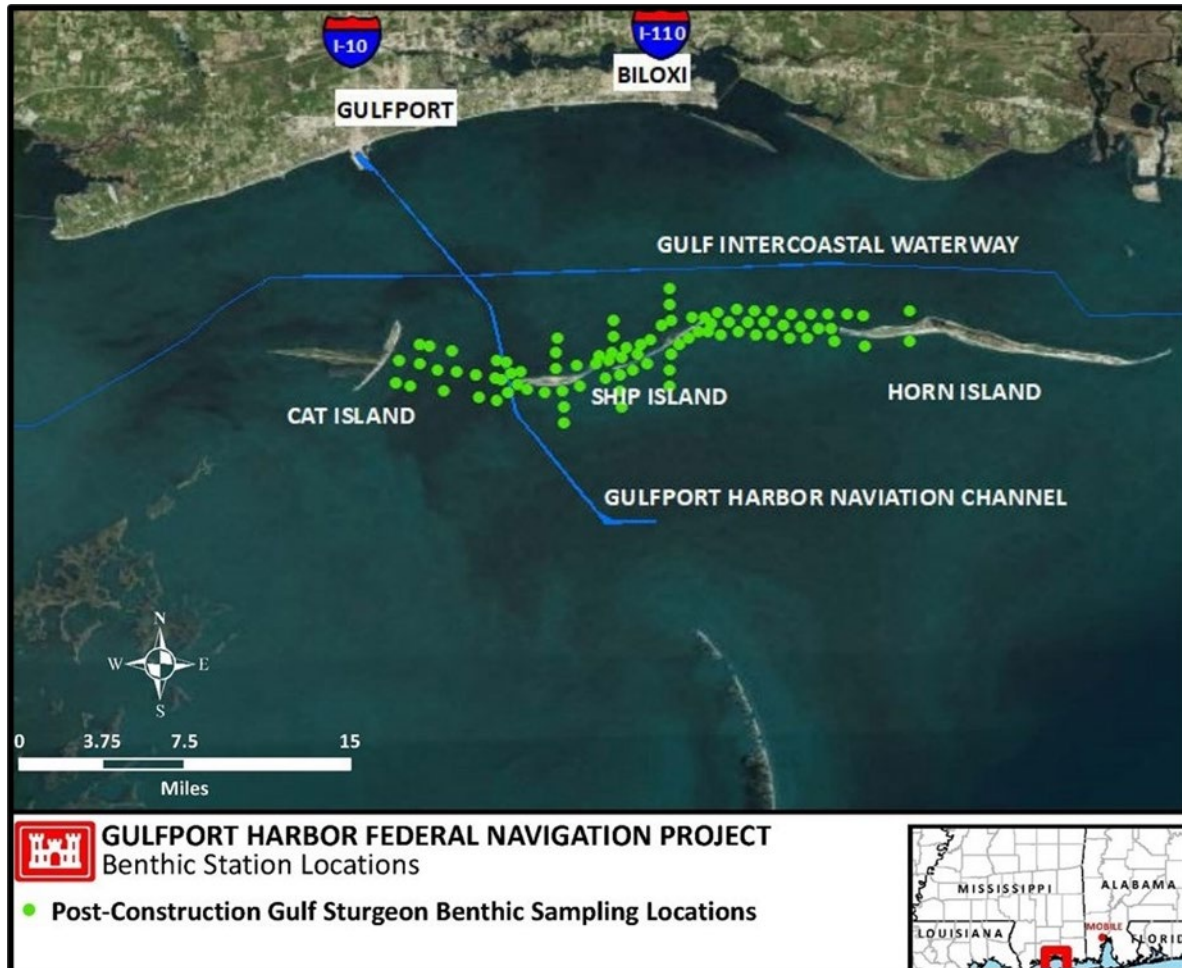 I-10
I-110
BILOXI
GULFPORT
GULF INTERCOASTAL WATERWAY
SHIP ISLAND
HORN ISLAND
CAT ISLAND
GULFPORT HARBOR NAVIATION CHANNEL
N
W E
S
0 3.75 7.5 15
Miles
GULFPORT HARBOR FEDERAL NAVIGATION PROJECT
Benthic Station Locations
Post-Construction Gulf Sturgeon Benthic Sampling Locations
MISSISSIPPI ALABAMA
LOUISIANA MOBILE FLORID